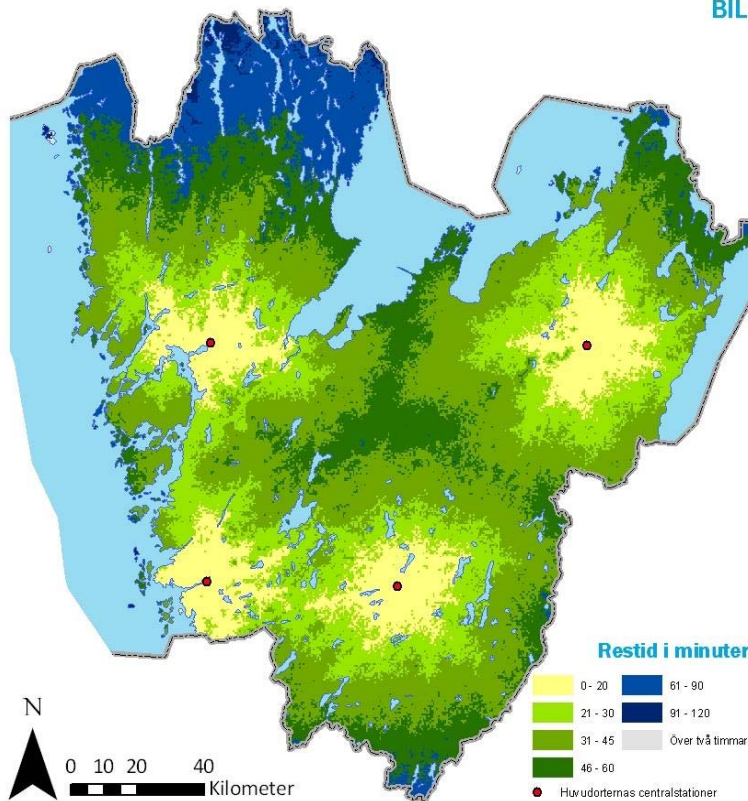 BIL
Restid i minuter
0 - 20
61 - 90
21 - 30
91 - 120
31 - 45
Över två timmar
46 - 60
Huvudorternas centralstationer
N
0 10 20 40
Kilometer